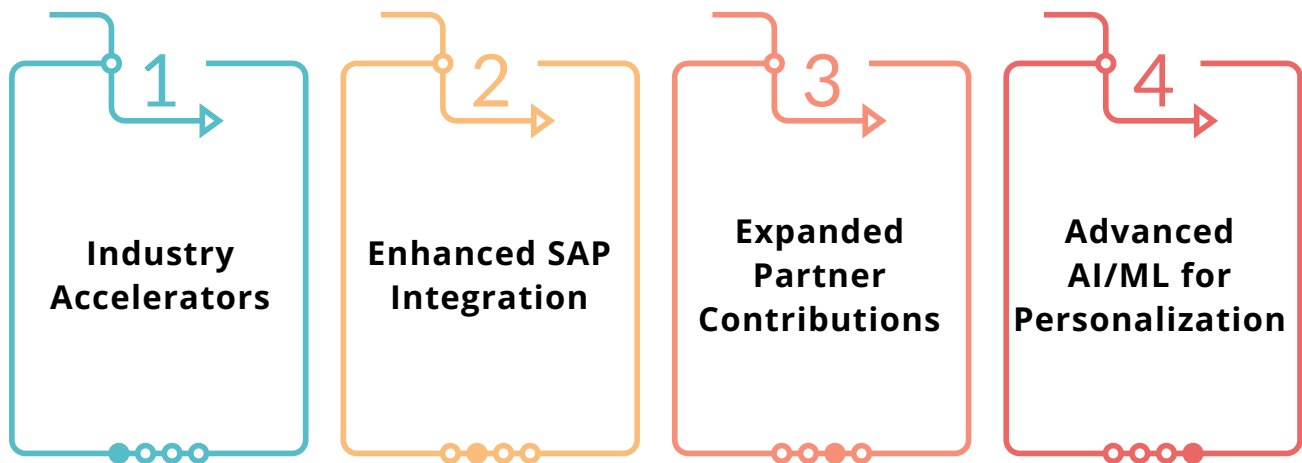 1
Industry
Accelerators
2
Enhanced SAP
Integration
3
Expanded
Partner
Contributions
4
Advanced
AI/ML for
Personalization